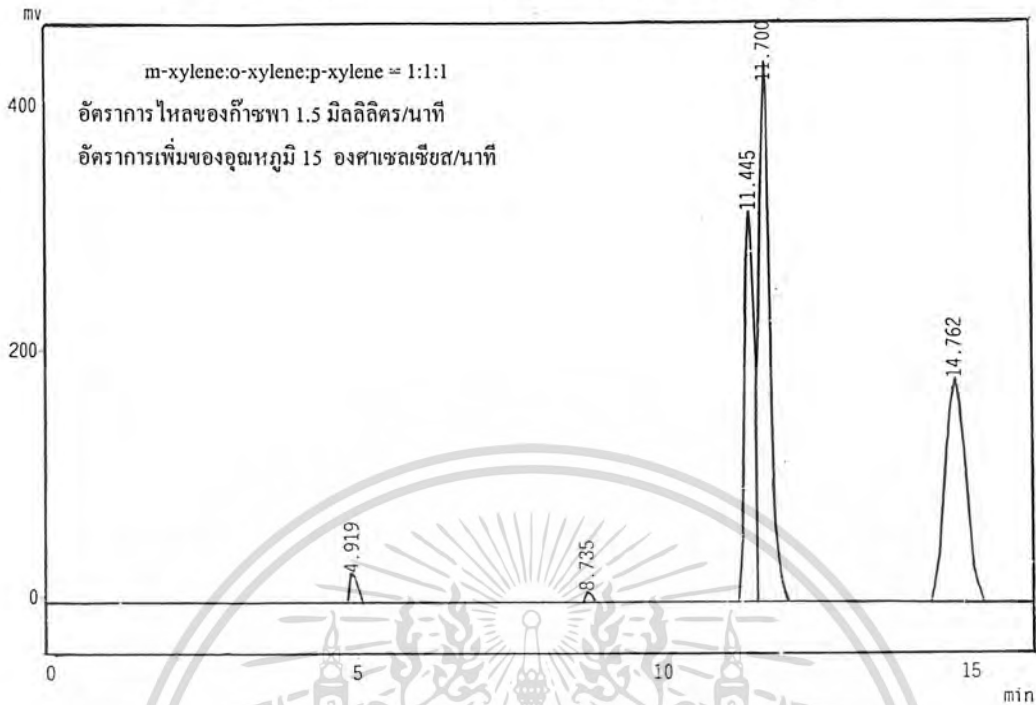 mv
m-xylene:o-xylene:p-xylene = 1:1:1
อัตราการไหลของก๊าซพา 1.5 มิลลิลิตร/นาที
อัตราการเพิ่มของอุณหภูมิ 15 องศาเซลเซียส/นาที
400
200
0
4.919
8.735
11.445
11.700
14.762
0
5
10
15
min